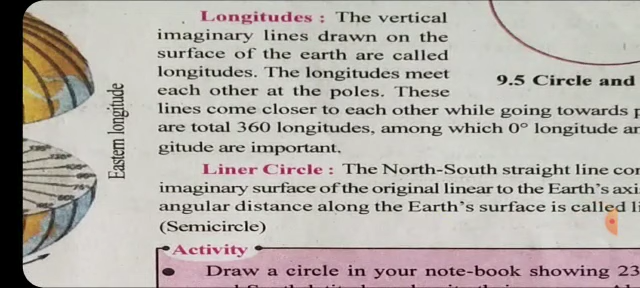 Longitudes : The vertical
imaginary lines drawn on the
surface of the earth are called
longitudes. The longitudes meet
each other at the poles. These
lines come closer to each other while going towards
are total 360 longitudes, among which 0° longitude
gitude are important.
9.5 Circle and
Eastern longitude
Liner Circle : The North-South straight line
imaginary surface of the original linear to the Earth's
angular distance along the Earth's surface is called
(Semicircle)
Activity
Draw a circle in your note-book showing 23